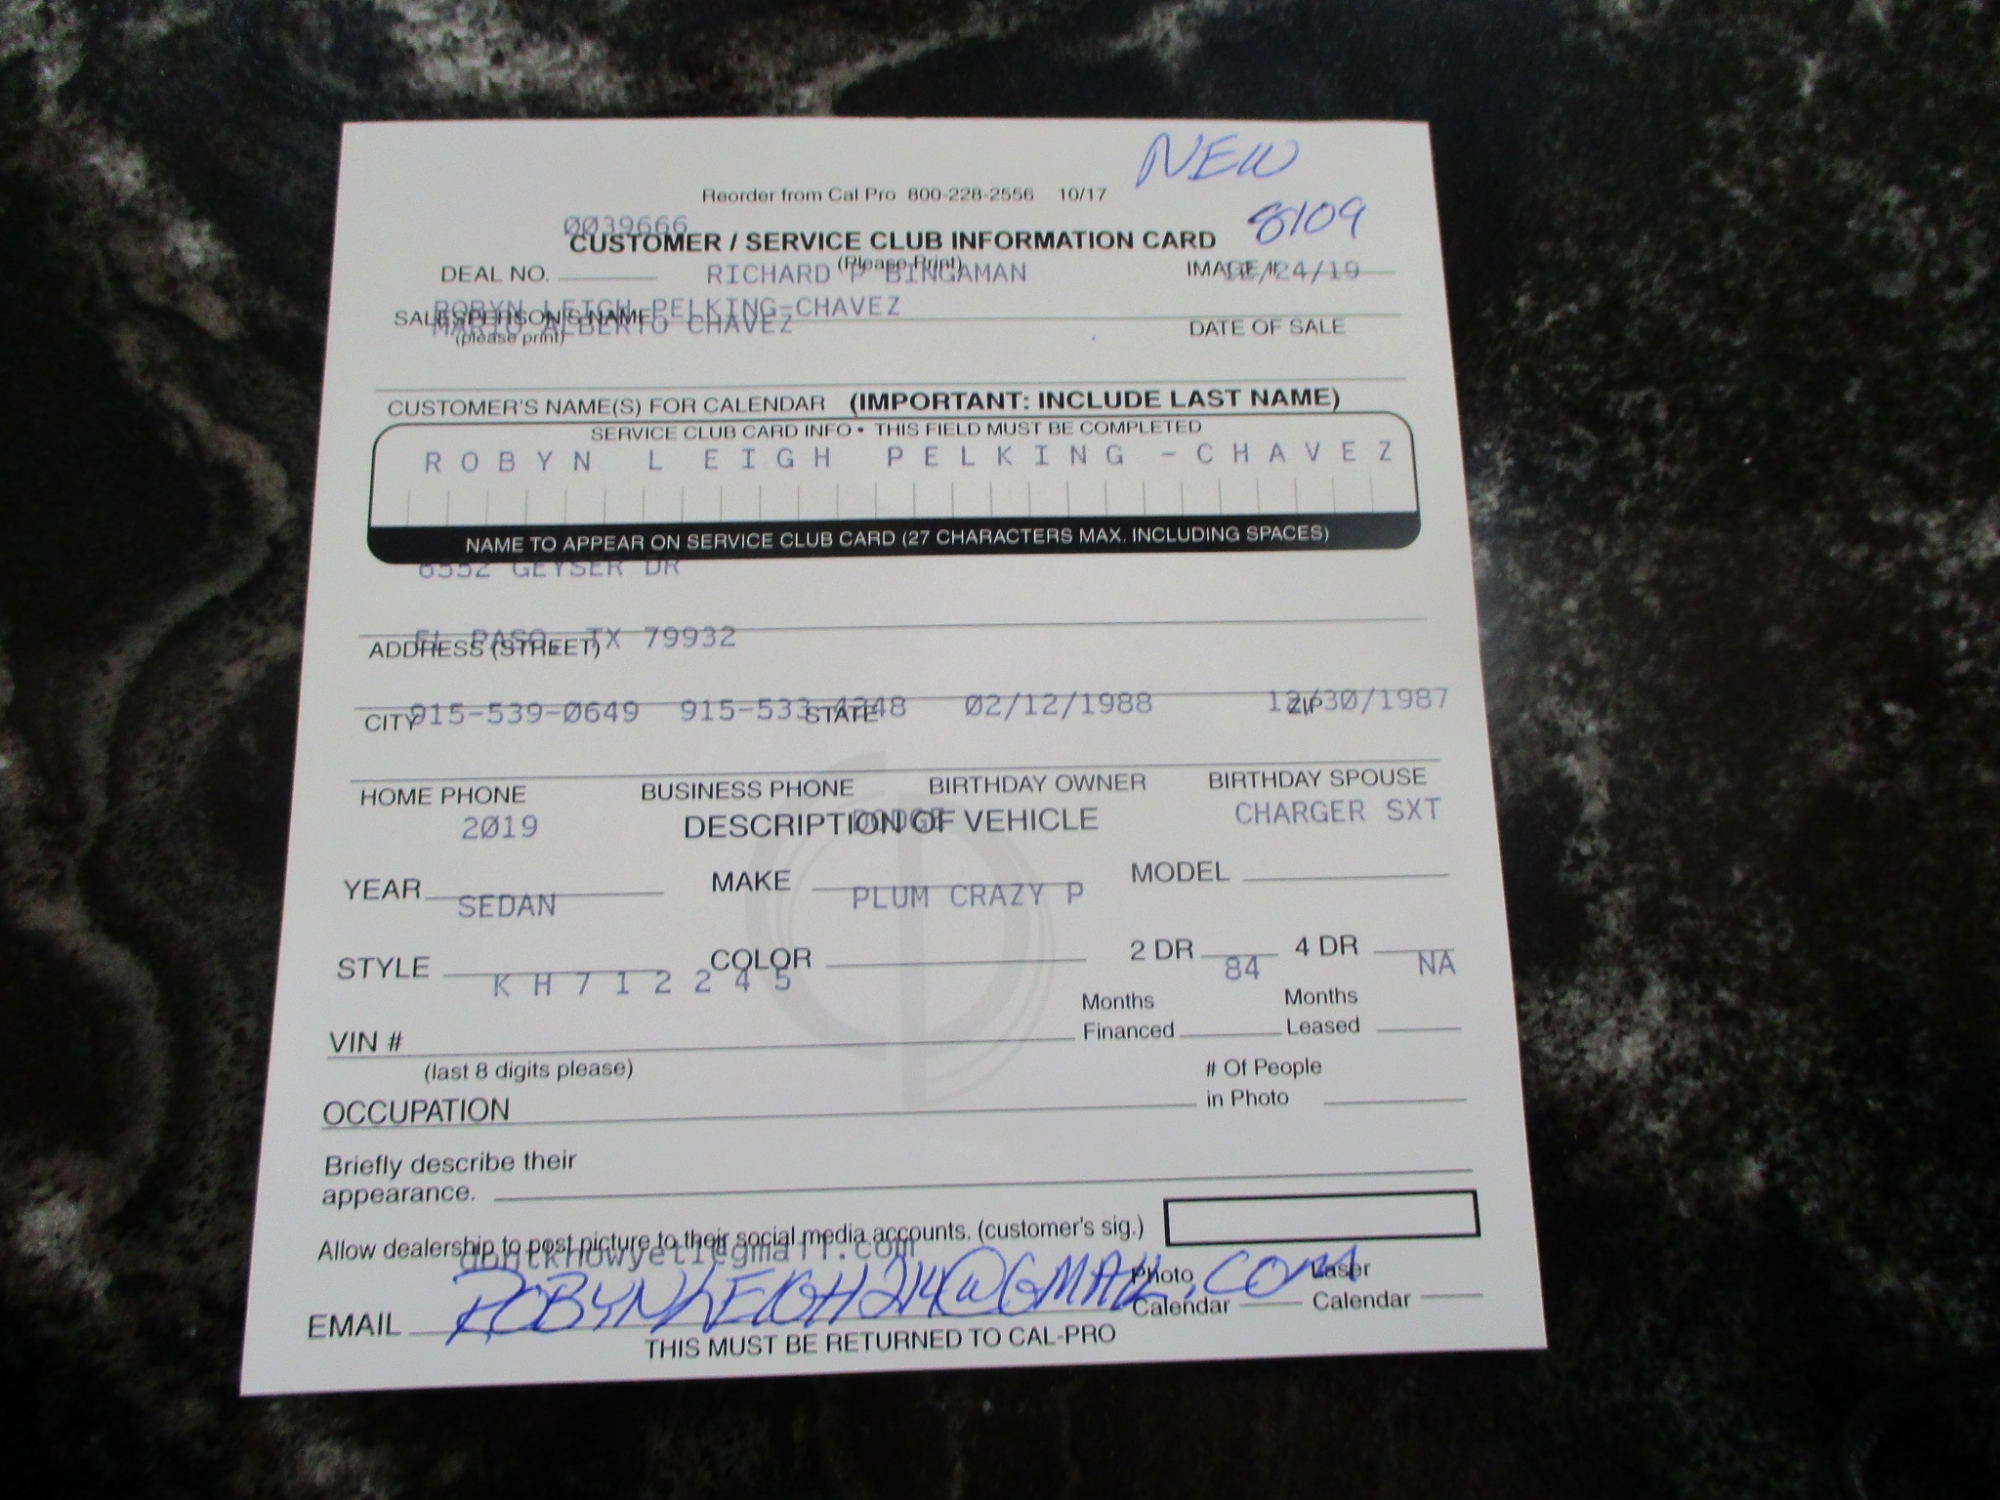 NEW
Reorder from Cal Pro 800-228-2556 10/17
0039666
8109
CUSTOMER / SERVICE CLUB INFORMATION CARD
(Please Print)
DEAL NO. RICHARD P BINGAMAN IMAGE # /24/19
ROBYN LEIGH PELKING-CHAVEZ
SALESPERSON'S NAME
MARIO ALBERTO CHAVEZ
(please print)
DATE OF SALE
CUSTOMER'S NAME(S) FOR CALENDAR (IMPORTANT: INCLUDE LAST NAME)
SERVICE CLUB CARD INFO • THIS FIELD MUST BE COMPLETED
ROBYN LEIGH PELKING-CHAVEZ
NAME TO APPEAR ON SERVICE CLUB CARD (27 CHARACTERS MAX. INCLUDING SPACES)
6552 GEYSER DR
EL PASO, TX 79932
ADDRESS (STREET)
915-539-0649 915-533-4248 02/12/1988 12/30/1987
CITY STATE ZIP
HOME PHONE BUSINESS PHONE BIRTHDAY OWNER BIRTHDAY SPOUSE
2019 DODGE CHARGER SXT
DESCRIPTION OF VEHICLE
YEAR MAKE MODEL
SEDAN PLUM CRAZY P
STYLE COLOR 2 DR 4 DR
KH712245 84 NA
VIN # Months Financed Months Leased
(last 8 digits please)
OCCUPATION # Of People in Photo
Briefly describe their
appearance.
Allow dealership to post picture to their social media accounts. (customer's sig.)
dontknowyet1@gmail.com
EMAIL ROBYNLEIGH214@GMAIL.COM Photo Calendar Laser Calendar
THIS MUST BE RETURNED TO CAL-PRO